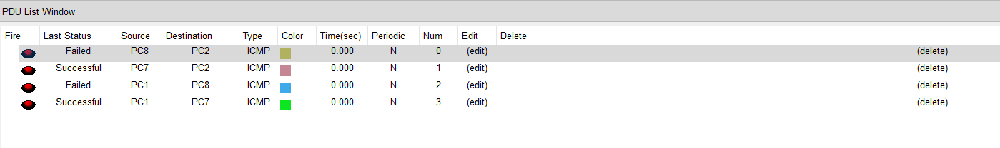 PDU List Window
Fire Last Status Source Destination Type Color Time(sec) Periodic Num Edit Delete
Failed PC8 PC2 ICMP 0.000 N 0 (edit) (delete)
Successful PC7 PC2 ICMP 0.000 N 1 (edit) (delete)
Failed PC1 PC8 ICMP 0.000 N 2 (edit) (delete)
Successful PC1 PC7 ICMP 0.000 N 3 (edit) (delete)